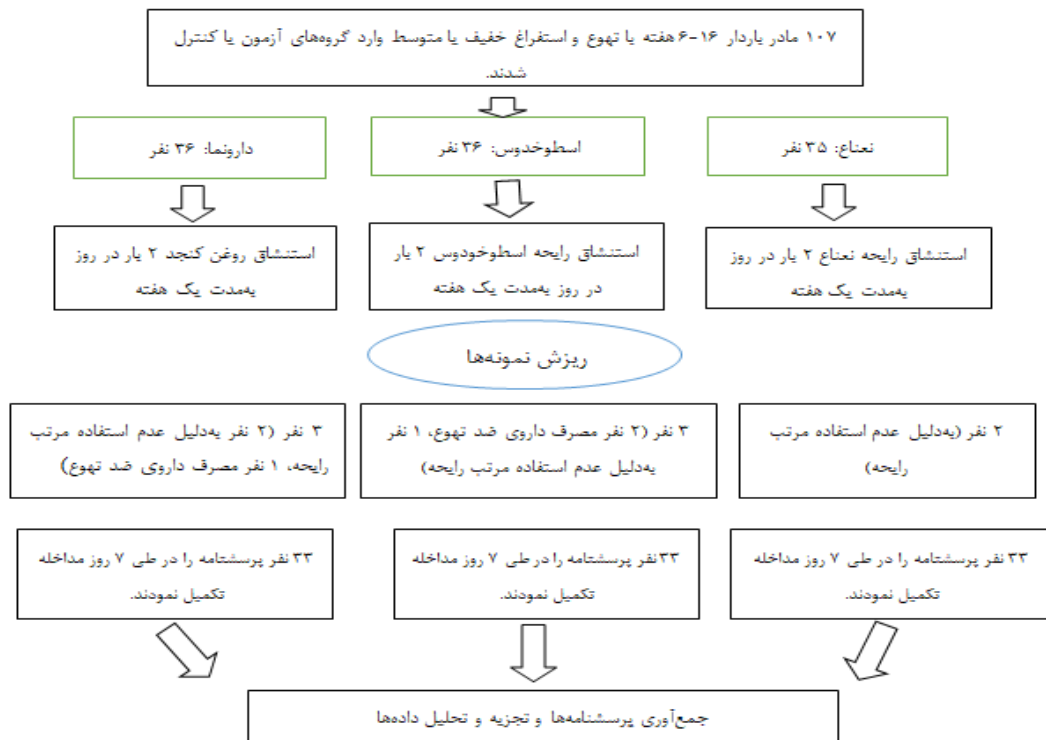 ۱۰۷ مادر باردار ۱۶-۶ هفته با تهوع و استفراغ خفیف یا متوسط وارد گروه‌های آزمون یا کنترل
شدند.
نعناع: ۳۵ نفر
اسطوخدوس: ۳۶ نفر
دارونما: ۳۶ نفر
استنشاق رایحه نعناع ۲ بار در روز
به‌مدت یک هفته
استنشاق رایحه اسطوخودوس ۲ بار
در روز به‌مدت یک هفته
استنشاق روغن کنجد ۲ بار در روز
به‌مدت یک هفته
ریزش نمونه‌ها
۲ نفر (به‌دلیل عدم استفاده مرتب
رایحه)
۳ نفر (۲ نفر مصرف داروی ضد تهوع، ۱ نفر
به‌دلیل عدم استفاده مرتب رایحه)
۳ نفر (۲ نفر به‌دلیل عدم استفاده مرتب
رایحه، ۱ نفر مصرف داروی ضد تهوع)
۳۳ نفر پرسشنامه را در طی ۷ روز مداخله
تکمیل نمودند.
۳۳ نفر پرسشنامه را در طی ۷ روز مداخله
تکمیل نمودند.
۳۳ نفر پرسشنامه را در طی ۷ روز مداخله
تکمیل نمودند.
جمع‌آوری پرسشنامه‌ها و تجزیه و تحلیل داده‌ها